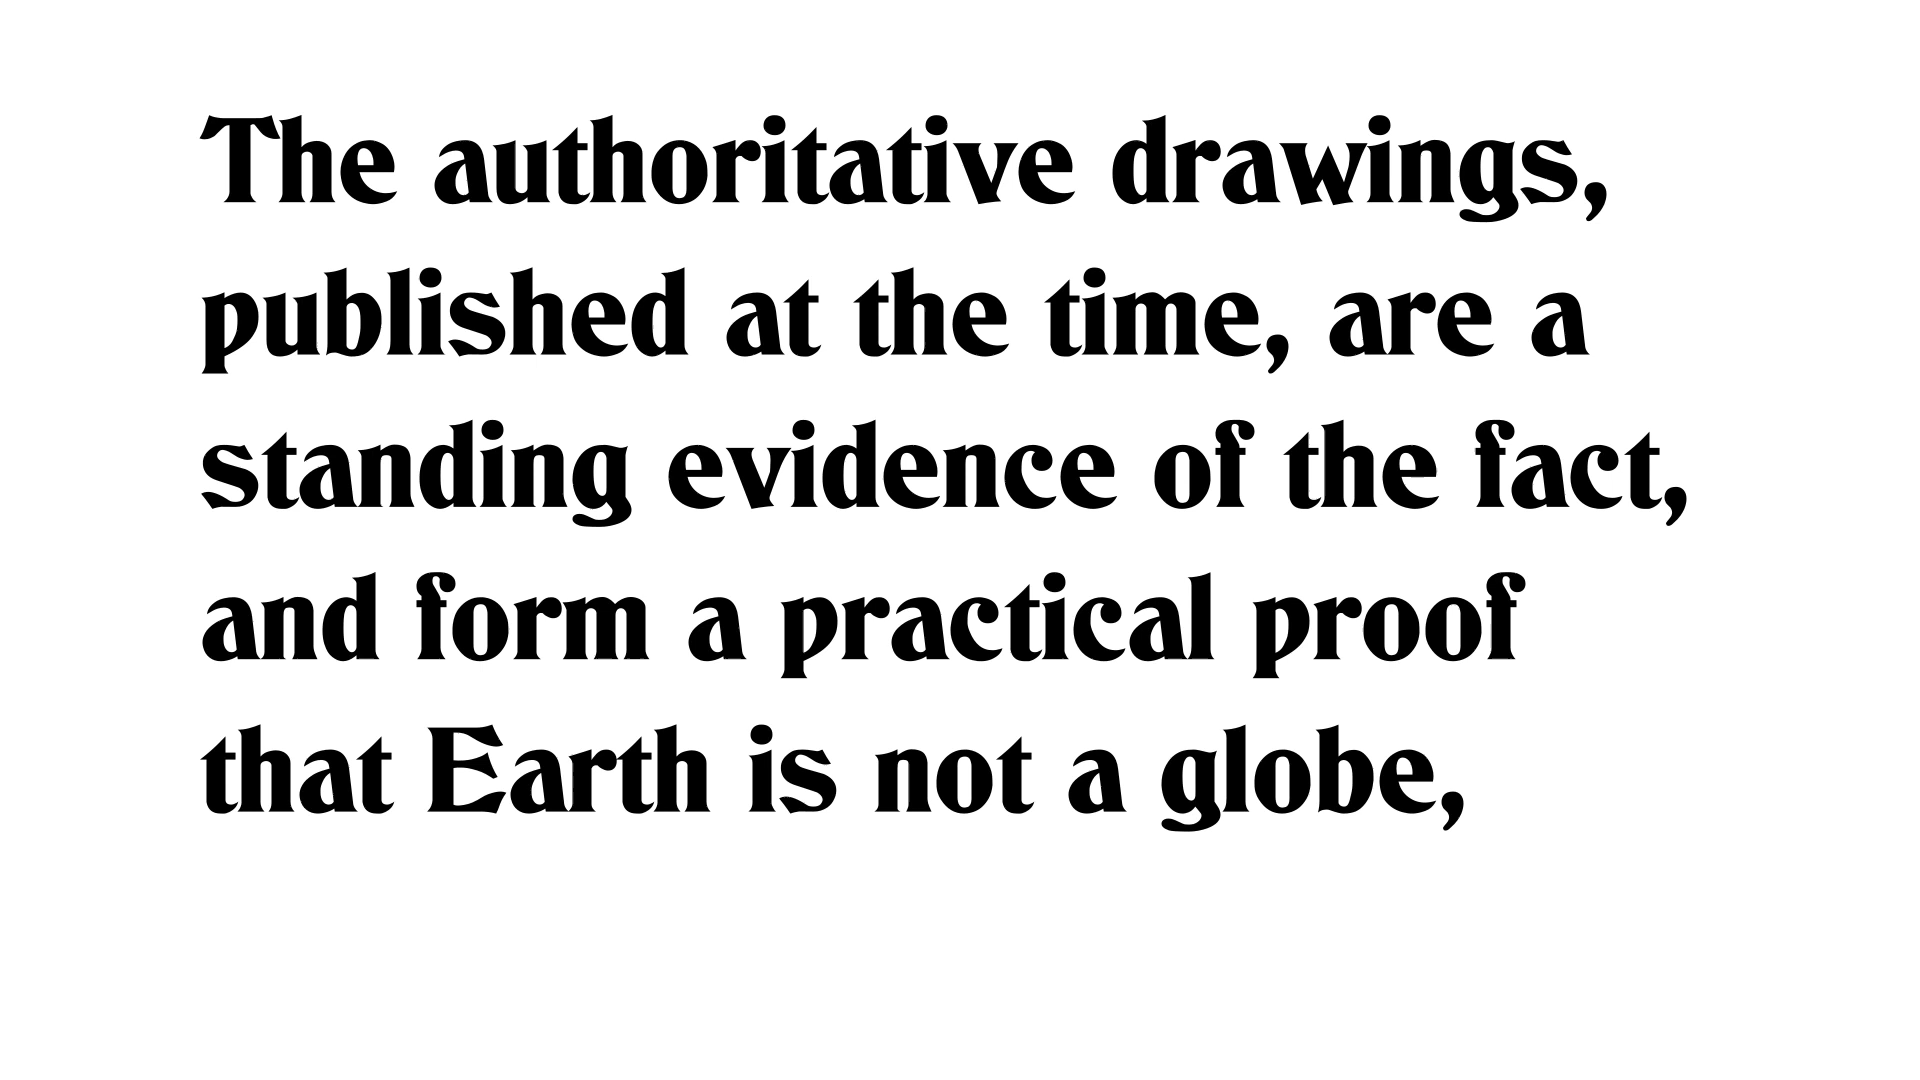 The authoritative drawings,
published at the time, are a
standing evidence of the fact,
and form a practical proof
that Earth is not a globe,